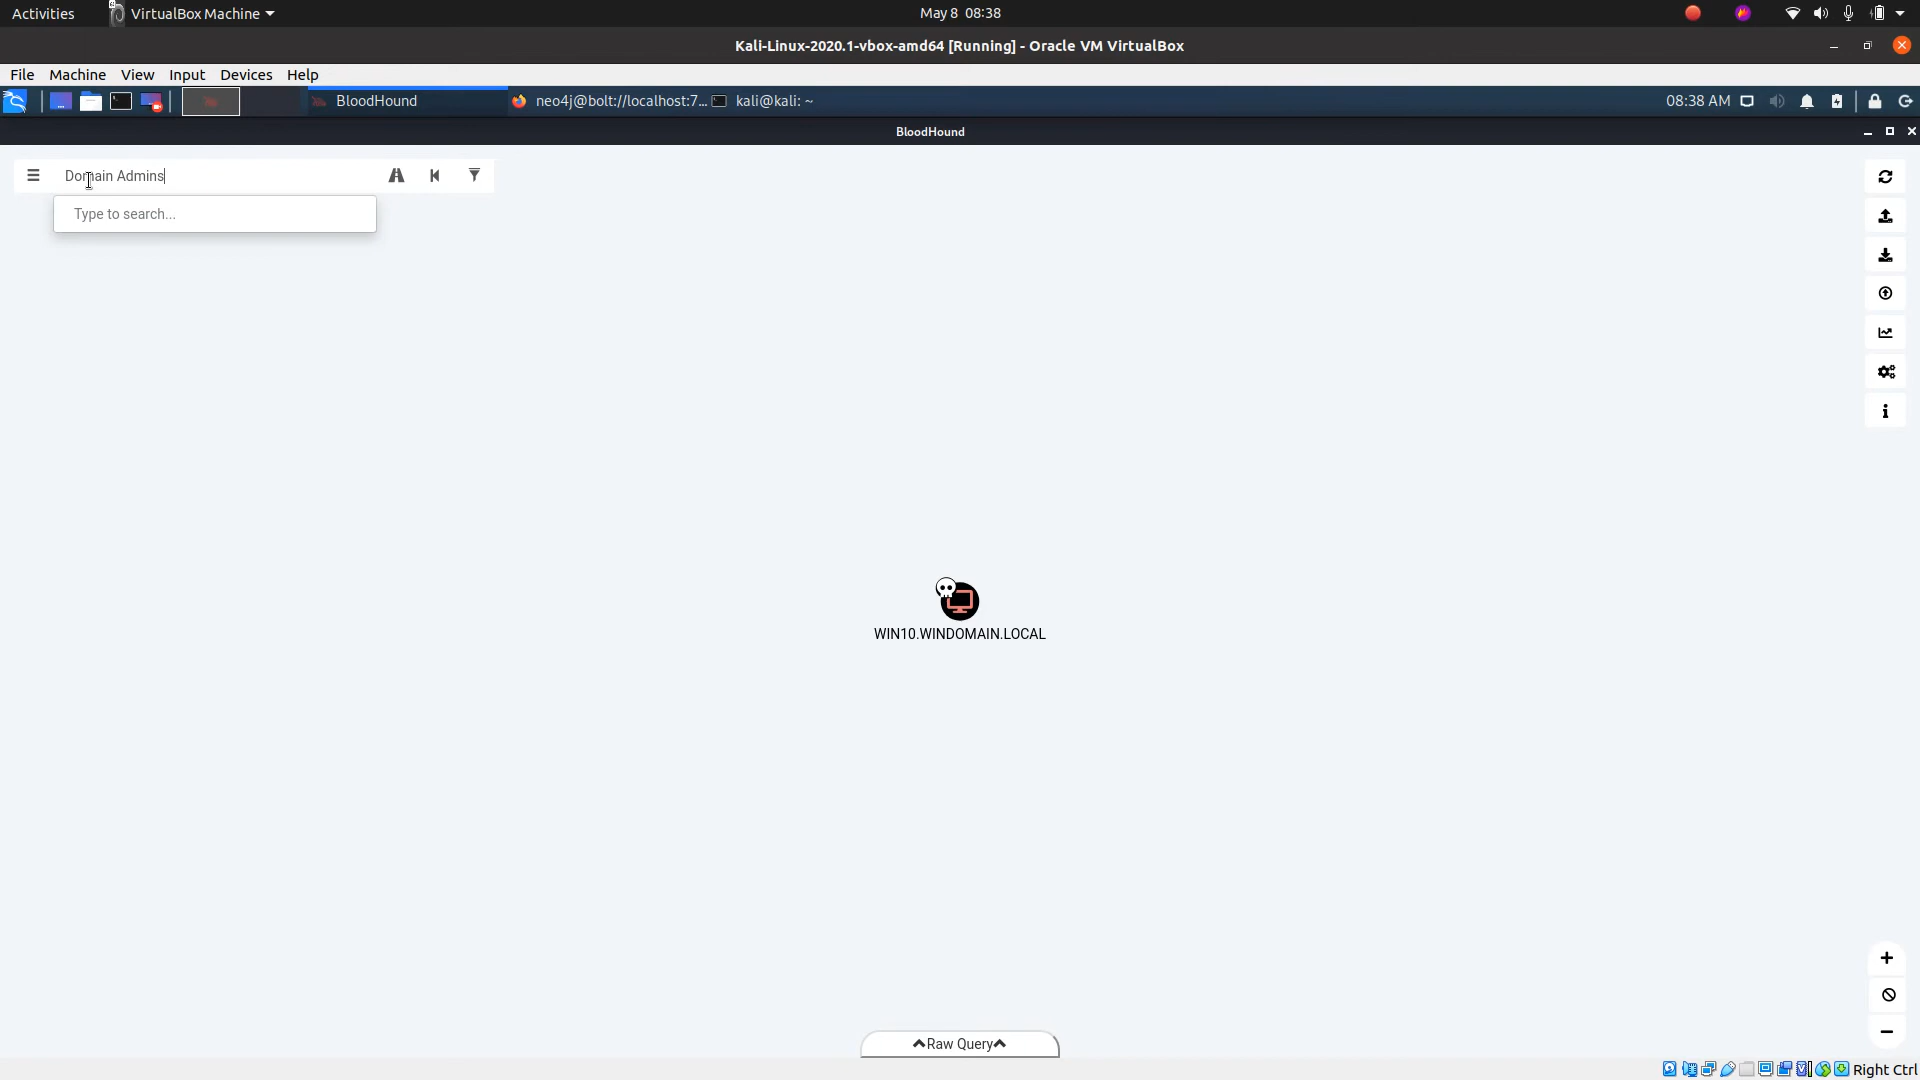 Activities
VirtualBox Machine
May 8 08:38
Kali-Linux-2020.1-vbox-amd64 [Running] - Oracle VM VirtualBox
File Machine View Input Devices Help
BloodHound
neo4j@bolt://localhost:7...
kali@kali: ~
08:38 AM
BloodHound
Domain Admins
Type to search...
WIN10.WINDOMAIN.LOCAL
Raw Query
Right Ctrl